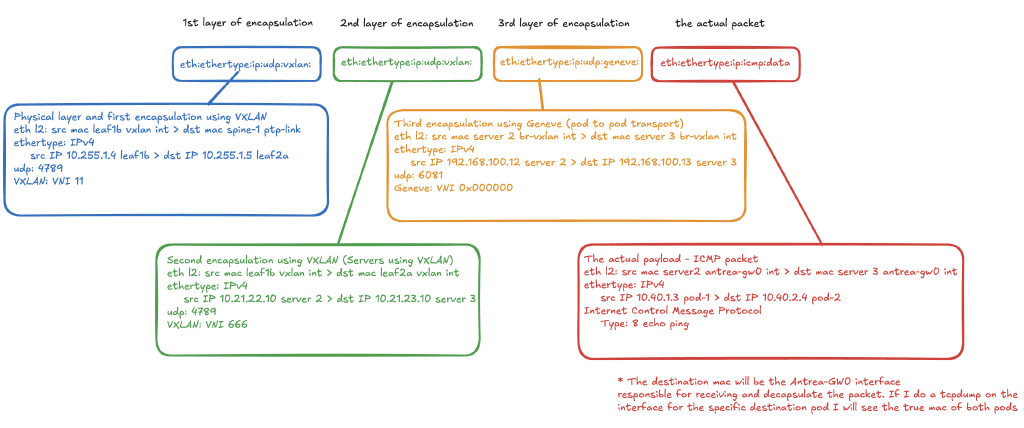 1st layer of encapsulation
2nd layer of encapsulation
3rd layer of encapsulation
the actual packet
eth:ethertype:ip:udp:vxlan:
eth:ethertype:ip:udp:vxlan:
eth:ethertype:ip:udp:geneve:
eth:ethertype:ip:icmp:data
Physical layer and first encapsulation using VXLAN
eth l2: src mac leaf1b vxlan int > dst mac spine-1 ptp-link
ethertype: IPv4
src IP 10.255.1.4 leaf1b > dst IP 10.255.1.5 leaf2a
udp: 4789
VXLAN: VNI 11
Third encapsulation using Geneve (pod to pod transport)
eth l2: src mac server 2 br-vxlan int > dst mac server 3 br-vxlan int
ethertype: IPv4
src IP 192.168.100.12 server 2 > dst IP 192.168.100.13 server 3
udp: 6081
Geneve: VNI 0x000000
Second encapsulation using VXLAN (Servers using VXLAN)
eth l2: src mac leaf1b vxlan int > dst mac leaf2a vxlan int
ethertype: IPv4
src IP 10.21.22.10 server 2 > dst IP 10.21.23.10 server 3
udp: 4789
VXLAN: VNI 666
The actual payload - ICMP packet
eth l2: src mac server2 antrea-gw0 int > dst mac server 3 antrea-gw0 int
ethertype: IPv4
src IP 10.40.1.3 pod-1 > dst IP 10.40.2.4 pod-2
Internet Control Message Protocol
Type: 8 echo ping
* The destination mac will be the Antrea-GW0 interface
responsible for receiving and decapsulate the packet. If I do a tcpdump on the
interface for the specific destination pod I will see the true mac of both pods